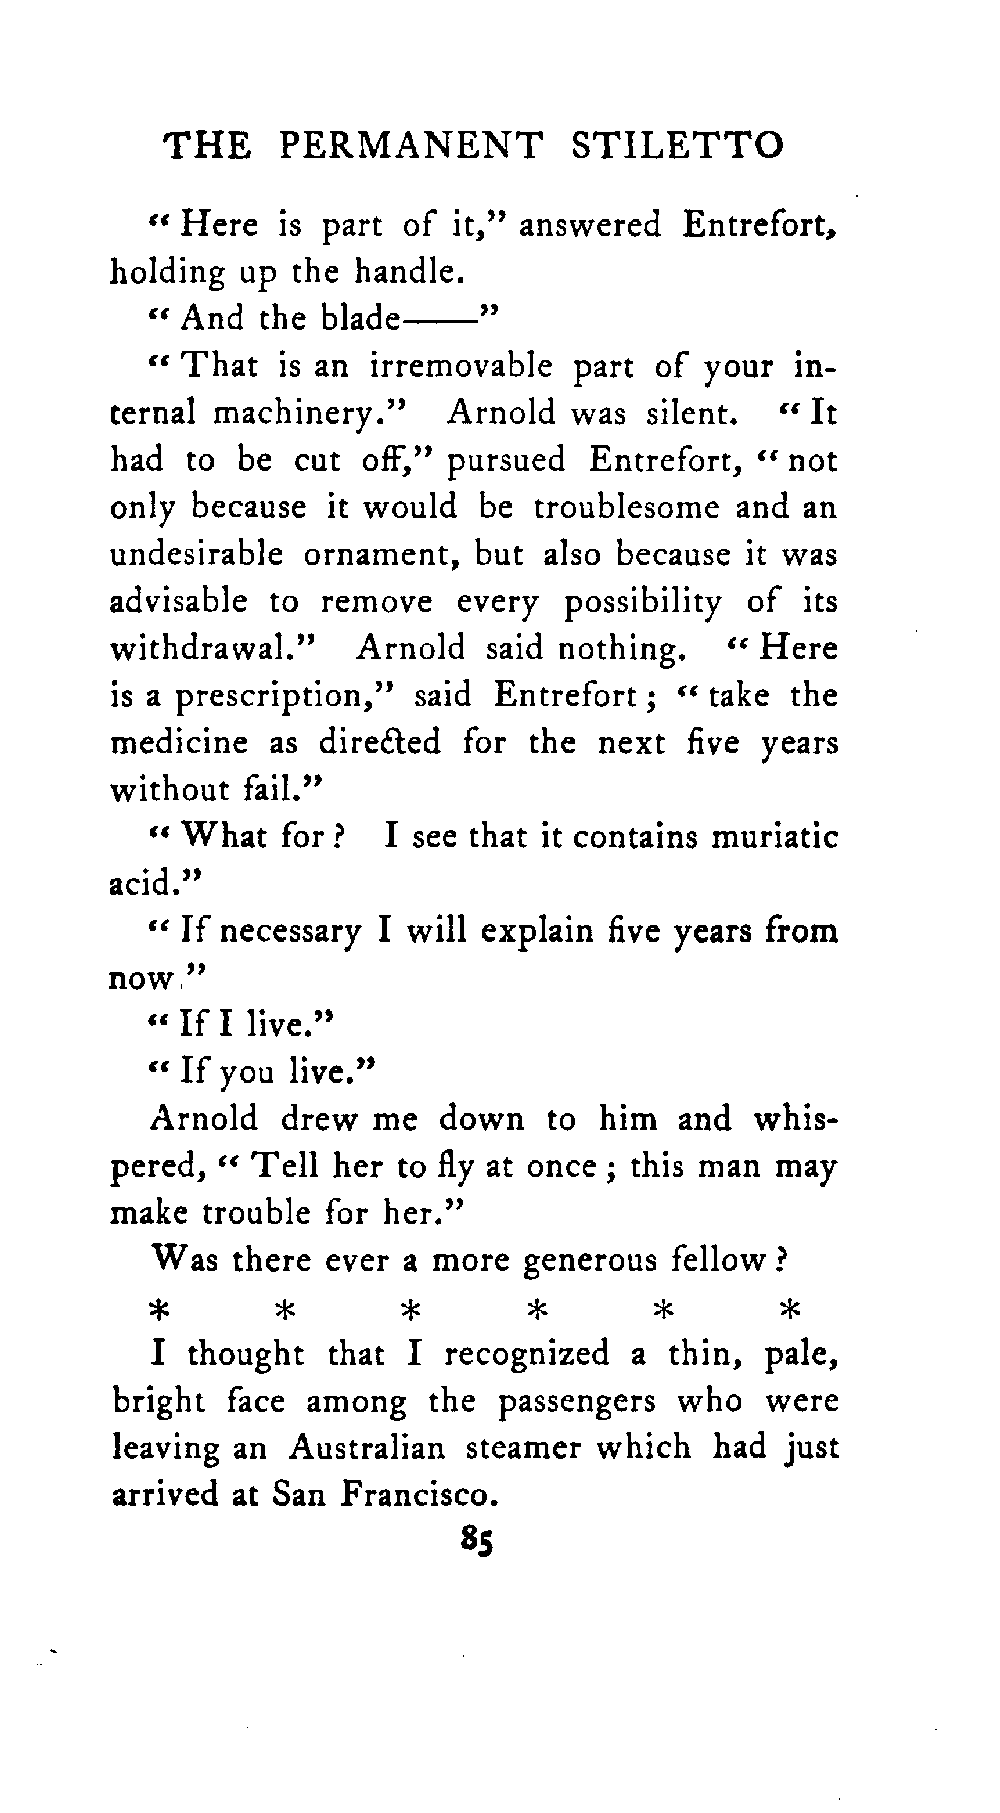 THE PERMANENT STILETTO
“ Here is part of it,” answered Entrefort,
holding up the handle.
“ And the blade——”
“ That is an irremovable part of your in-
ternal machinery.” Arnold was silent. “ It
had to be cut off,” pursued Entrefort, “ not
only because it would be troublesome and an
undesirable ornament, but also because it was
advisable to remove every possibility of its
withdrawal.” Arnold said nothing. “ Here
is a prescription,” said Entrefort ; “ take the
medicine as directed for the next five years
without fail.”
“ What for ? I see that it contains muriatic
acid.”
“ If necessary I will explain five years from
now.”
“ If I live.”
“ If you live.”
Arnold drew me down to him and whis-
pered, “ Tell her to fly at once ; this man may
make trouble for her.”
Was there ever a more generous fellow ?
* * * * * *
I thought that I recognized a thin, pale,
bright face among the passengers who were
leaving an Australian steamer which had just
arrived at San Francisco.
85